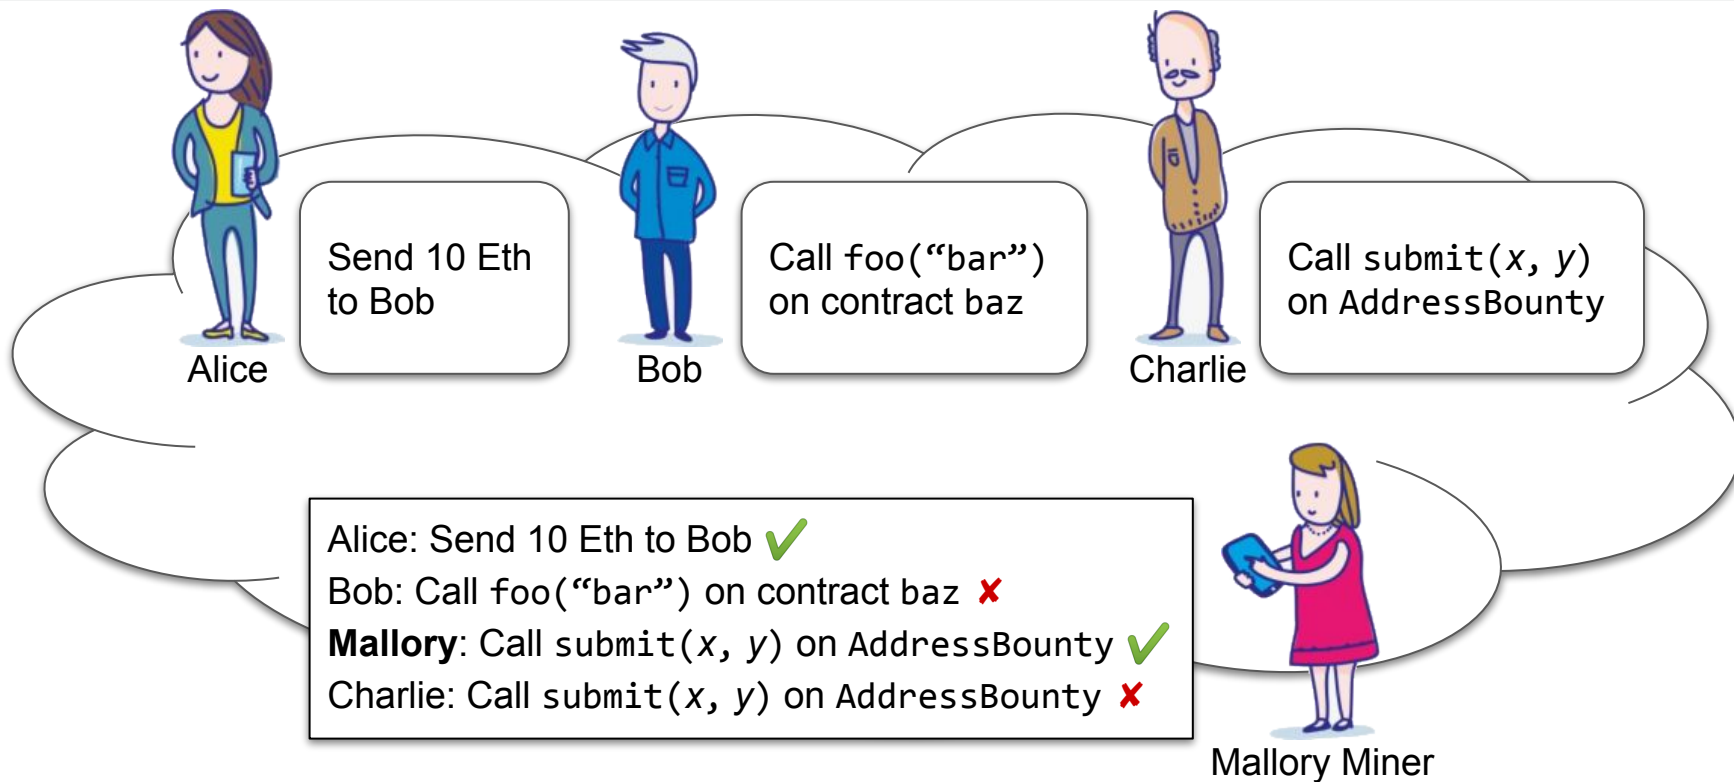 Send 10 Eth
to Bob
Call foo(“bar”)
on contract baz
Call submit(x, y)
on AddressBounty
Alice
Bob
Charlie
Alice: Send 10 Eth to Bob ✔
Bob: Call foo(“bar”) on contract baz ✘
Mallory: Call submit(x, y) on AddressBounty ✔
Charlie: Call submit(x, y) on AddressBounty ✘
Mallory Miner